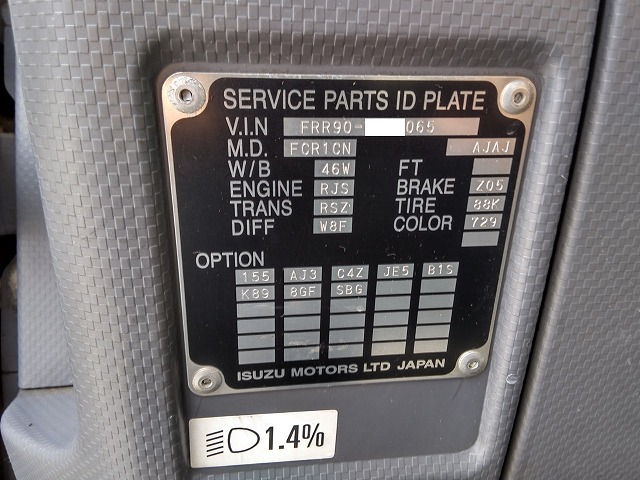 SERVICE PARTS ID PLATE
V.I.N FRR90- 065
M.D. FCR1CN AJAJ
W/B 46W FT
ENGINE RJS BRAKE Z05
TRANS RSZ TIRE 88K
DIFF W8F COLOR 729
OPTION
155 AJ3 C4Z JE5 B1S
K89 8GF SBG
ISUZU MOTORS LTD JAPAN
1.4%